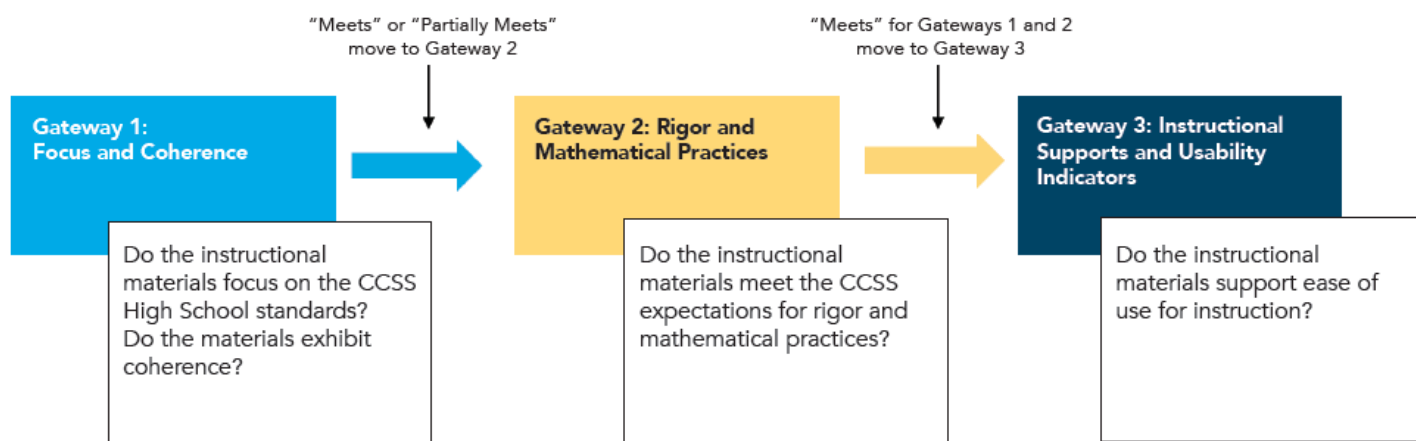 “Meets” or “Partially Meets”
move to Gateway 2
“Meets” for Gateways 1 and 2
move to Gateway 3
Gateway 1:
Focus and Coherence
Gateway 2: Rigor and
Mathematical Practices
Gateway 3: Instructional
Supports and Usability
Indicators
Do the instructional
materials focus on the CCSS
High School standards?
Do the materials exhibit
coherence?
Do the instructional
materials meet the CCSS
expectations for rigor and
mathematical practices?
Do the instructional
materials support ease of
use for instruction?